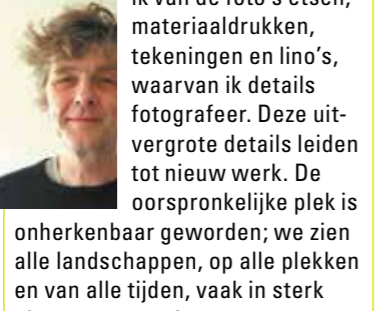 ik van de foto's etsen,
materiaaldrukken,
tekeningen en lino's,
waarvan ik details
fotografeer. Deze uit-
vergrote details leiden
tot nieuw werk. De
oorspronkelijke plek is
onherkenbaar geworden; we zien
alle landschappen, op alle plekken
en van alle tijden, vaak in sterk